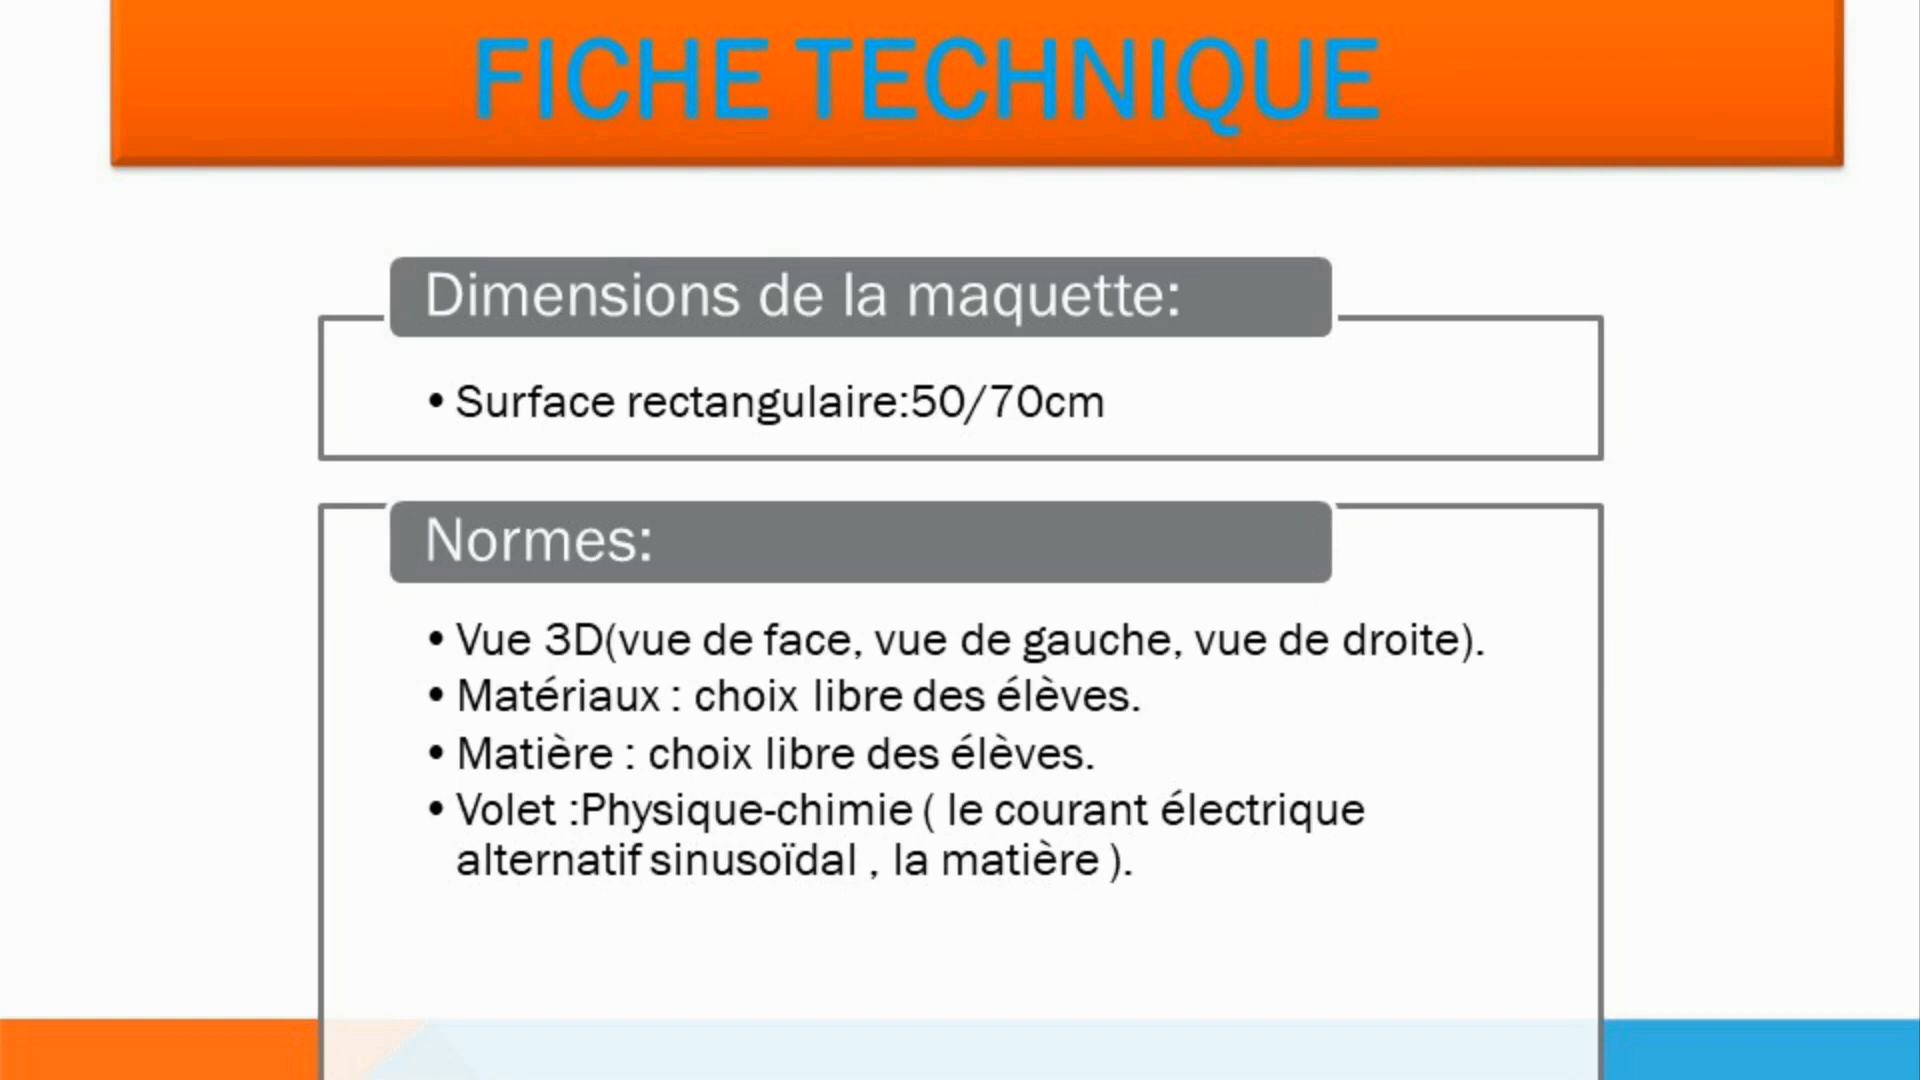 FICHE TECHNIQUE
Dimensions de la maquette:
• Surface rectangulaire:50/70cm
Normes:
• Vue 3D(vue de face, vue de gauche, vue de droite).
• Matériaux : choix libre des élèves.
• Matière : choix libre des élèves.
• Volet :Physique-chimie ( le courant électrique
alternatif sinusoïdal , la matière ).